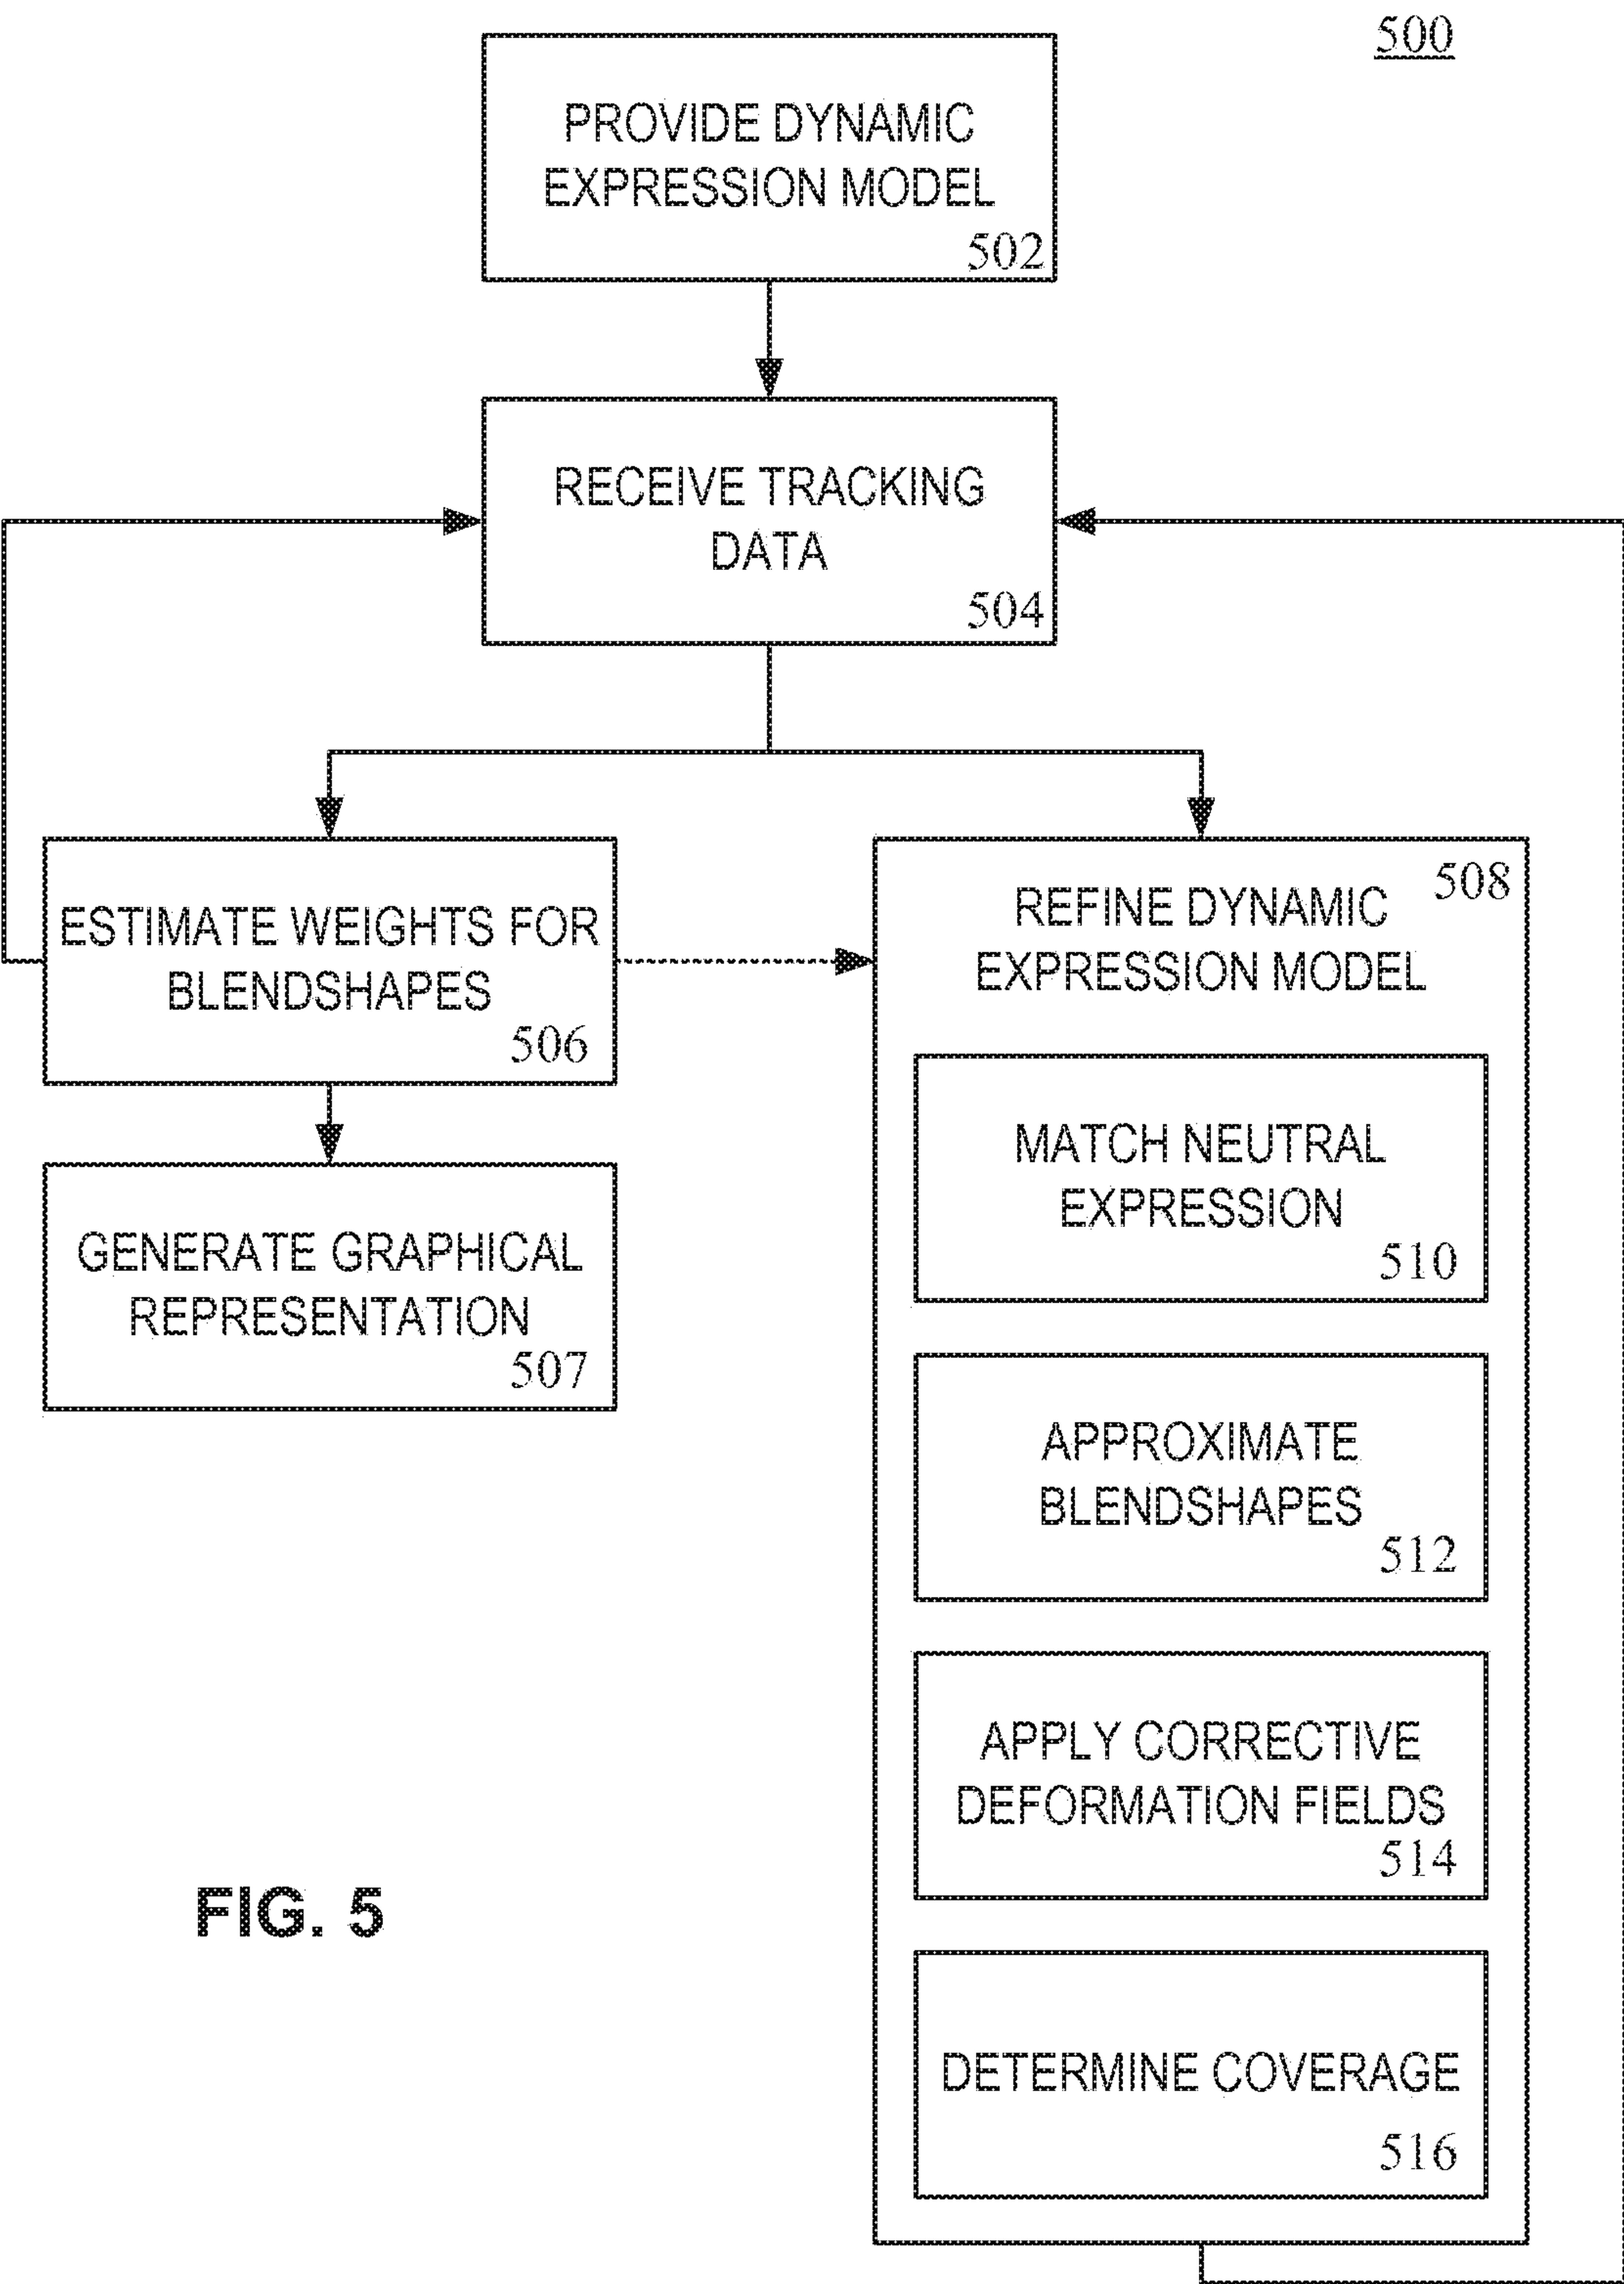 500
PROVIDE DYNAMIC
EXPRESSION MODEL
502
RECEIVE TRACKING
DATA
504
ESTIMATE WEIGHTS FOR
BLENDSHAPES
506
GENERATE GRAPHICAL
REPRESENTATION
507
508
REFINE DYNAMIC
EXPRESSION MODEL
MATCH NEUTRAL
EXPRESSION
510
APPROXIMATE
BLENDSHAPES
512
APPLY CORRECTIVE
DEFORMATION FIELDS
514
DETERMINE COVERAGE
516
FIG. 5